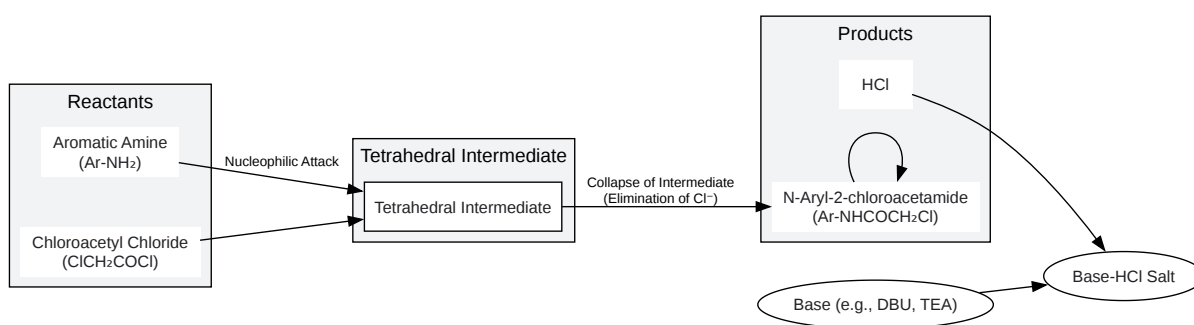 Reactants
Aromatic Amine
(Ar-NH₂)
Chloroacetyl Chloride
(ClCH₂COCl)
Nucleophilic Attack
Tetrahedral Intermediate
Tetrahedral Intermediate
Collapse of Intermediate
(Elimination of Cl⁻)
Products
HCl
N-Aryl-2-chloroacetamide
(Ar-NHCOCH₂Cl)
Base (e.g., DBU, TEA)
Base-HCl Salt